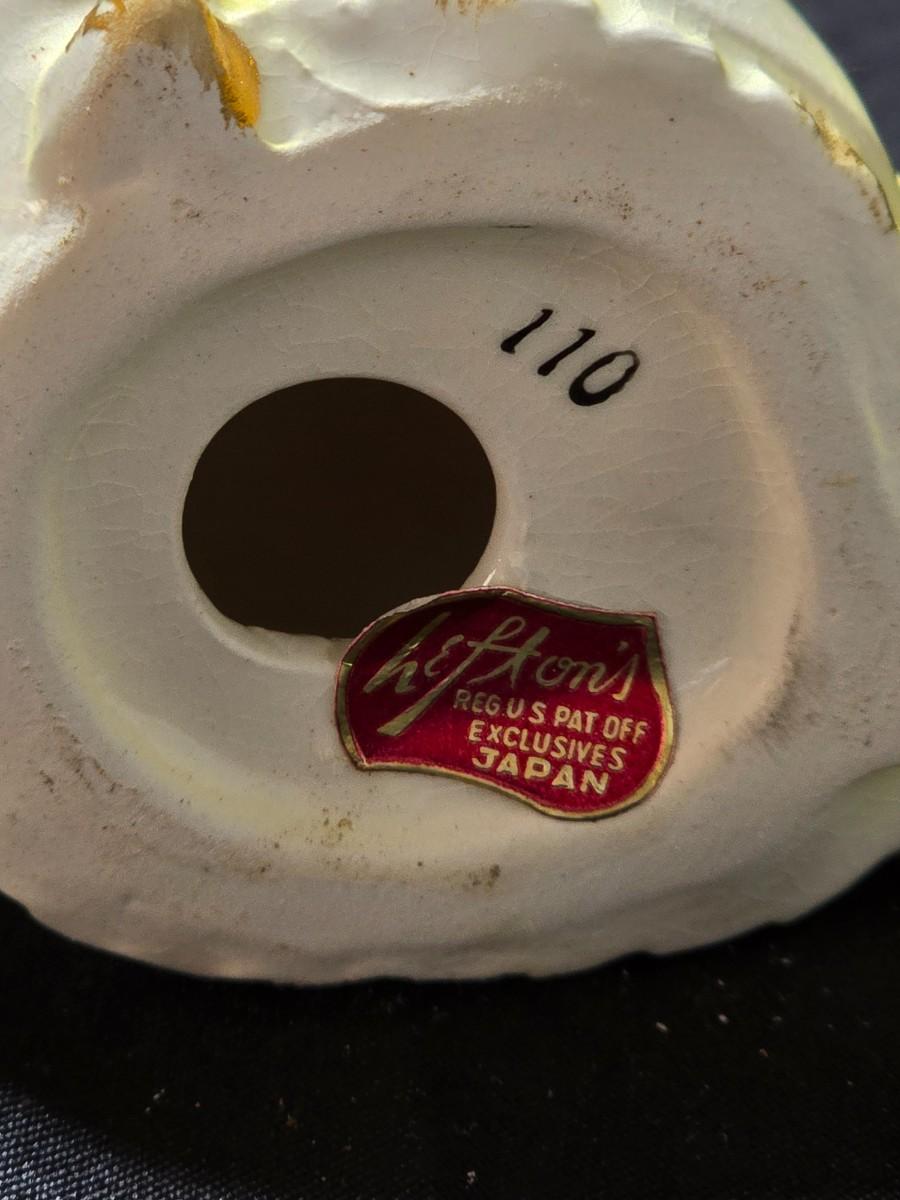 110
Lefton's
REG. U.S. PAT. OFF
EXCLUSIVES
JAPAN